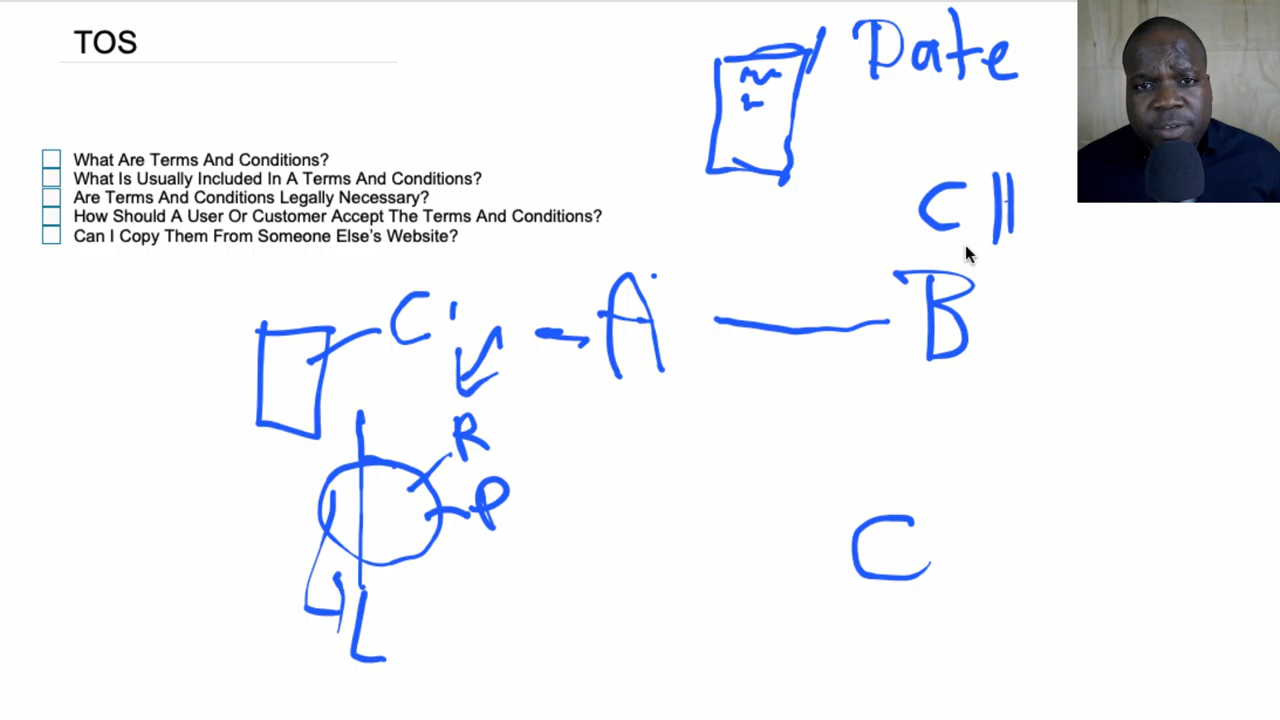 TOS
Date
What Are Terms And Conditions?
What Is Usually Included In A Terms And Conditions?
Are Terms And Conditions Legally Necessary?
How Should A User Or Customer Accept The Terms And Conditions?
Can I Copy Them From Someone Else's Website?
C
C A B
R
P
C
L